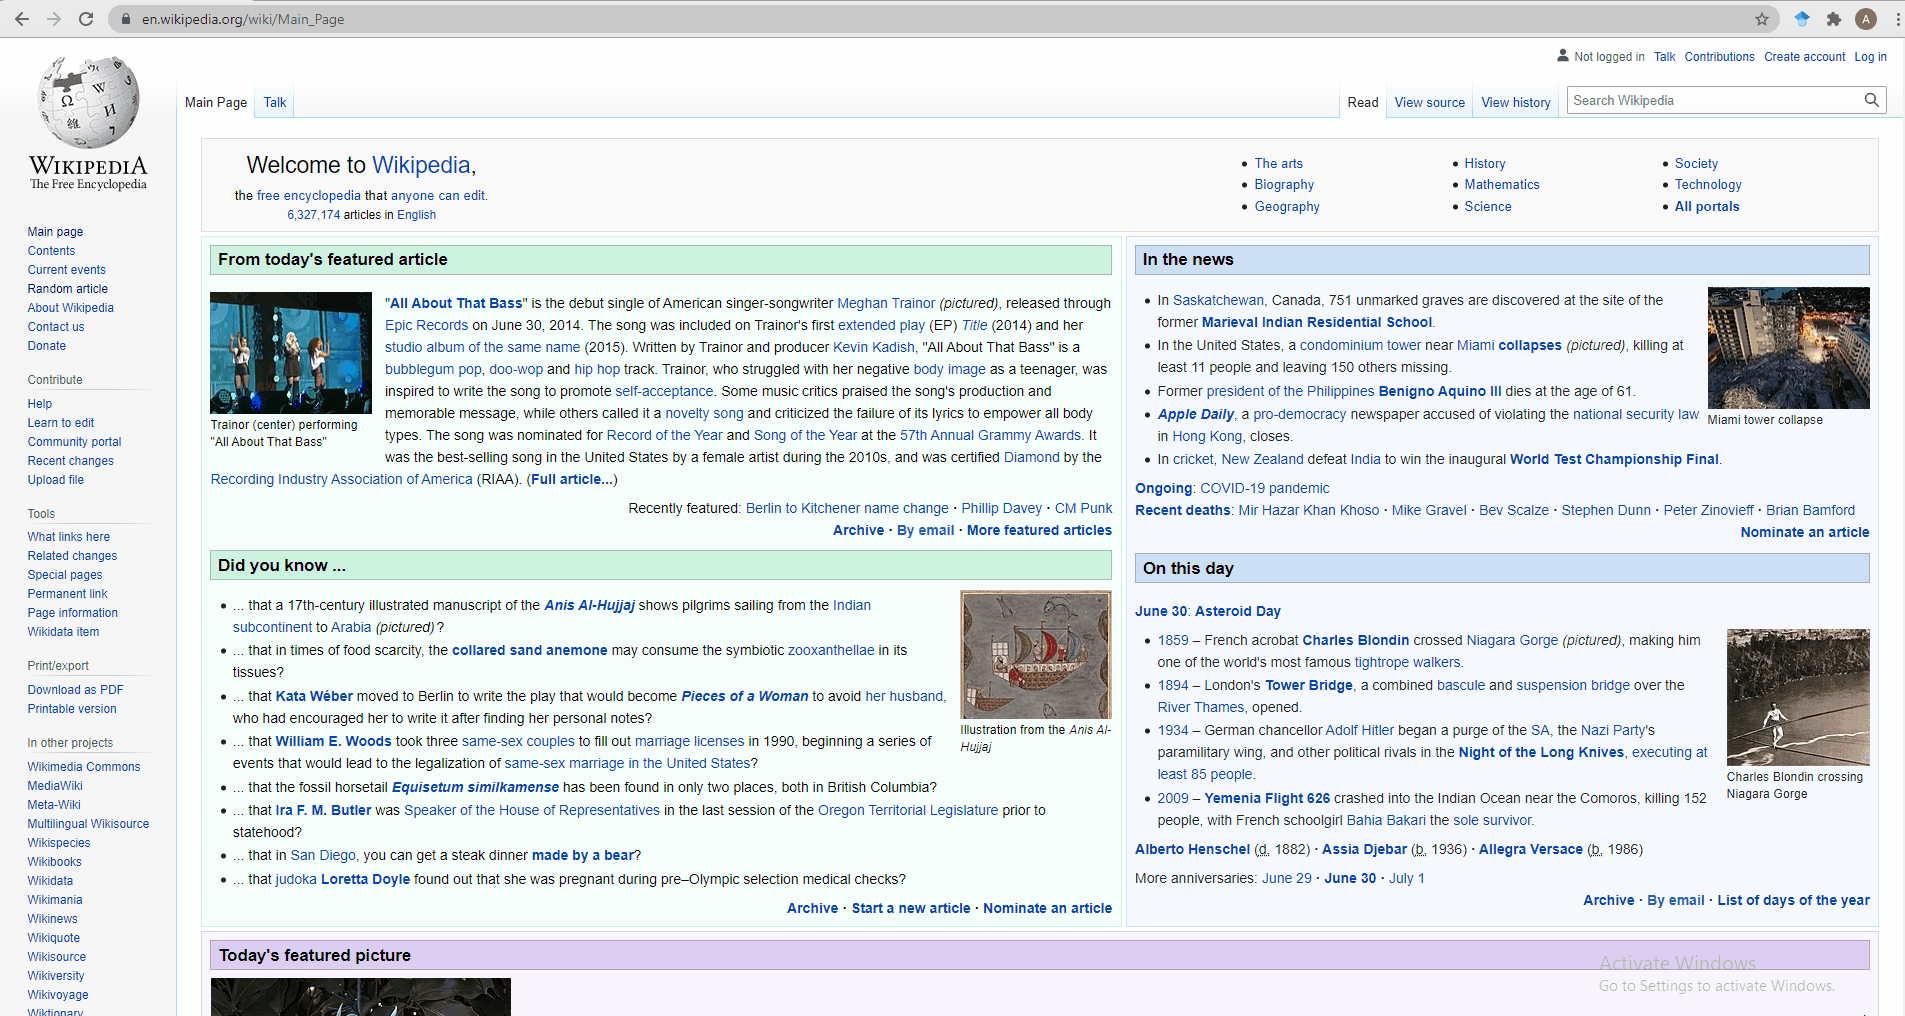 en.wikipedia.org/wiki/Main_Page
A
Not logged in Talk Contributions Create account Log in
Main Page Talk
Read View source View history Search Wikipedia
WIKIPEDIA
The Free Encyclopedia
Main page
Contents
Current events
Random article
About Wikipedia
Contact us
Donate
Contribute
Help
Learn to edit
Community portal
Recent changes
Upload file
Tools
What links here
Related changes
Special pages
Permanent link
Page information
Wikidata item
Print/export
Download as PDF
Printable version
In other projects
Wikimedia Commons
MediaWiki
Meta-Wiki
Multilingual Wikisource
Wikispecies
Wikibooks
Wikidata
Wikimania
Wikinews
Wikiquote
Wikisource
Wikiversity
Wikivoyage
Wiktionary
Welcome to Wikipedia,
the free encyclopedia that anyone can edit.
6,327,174 articles in English
• The arts
• Biography
• Geography
• History
• Mathematics
• Science
• Society
• Technology
• All portals
From today's featured article
Trainor (center) performing
"All About That Bass"
"All About That Bass" is the debut single of American singer-songwriter Meghan Trainor (pictured), released through
Epic Records on June 30, 2014. The song was included on Trainor's first extended play (EP) Title (2014) and her
studio album of the same name (2015). Written by Trainor and producer Kevin Kadish, "All About That Bass" is a
bubblegum pop, doo-wop and hip hop track. Trainor, who struggled with her negative body image as a teenager, was
inspired to write the song to promote self-acceptance. Some music critics praised the song's production and
memorable message, while others called it a novelty song and criticized the failure of its lyrics to empower all body
types. The song was nominated for Record of the Year and Song of the Year at the 57th Annual Grammy Awards. It
was the best-selling song in the United States by a female artist during the 2010s, and was certified Diamond by the
Recording Industry Association of America (RIAA). (Full article...)
Recently featured: Berlin to Kitchener name change · Phillip Davey · CM Punk
Archive · By email · More featured articles
Did you know ...
• ... that a 17th-century illustrated manuscript of the Anis Al-Hujjaj shows pilgrims sailing from the Indian
subcontinent to Arabia (pictured)?
• ... that in times of food scarcity, the collared sand anemone may consume the symbiotic zooxanthellae in its
tissues?
• ... that Kata Wéber moved to Berlin to write the play that would become Pieces of a Woman to avoid her husband,
who had encouraged her to write it after finding her personal notes?
• ... that William E. Woods took three same-sex couples to fill out marriage licenses in 1990, beginning a series of
events that would lead to the legalization of same-sex marriage in the United States?
• ... that the fossil horsetail Equisetum similkamense has been found in only two places, both in British Columbia?
• ... that Ira F. M. Butler was Speaker of the House of Representatives in the last session of the Oregon Territorial Legislature prior to
statehood?
• ... that in San Diego, you can get a steak dinner made by a bear?
• ... that judoka Loretta Doyle found out that she was pregnant during pre–Olympic selection medical checks?
Illustration from the Anis Al-
Hujjaj
Archive · Start a new article · Nominate an article
In the news
• In Saskatchewan, Canada, 751 unmarked graves are discovered at the site of the
former Marieval Indian Residential School.
• In the United States, a condominium tower near Miami collapses (pictured), killing at
least 11 people and leaving 150 others missing.
• Former president of the Philippines Benigno Aquino III dies at the age of 61.
• Apple Daily, a pro-democracy newspaper accused of violating the national security law
in Hong Kong, closes.
• In cricket, New Zealand defeat India to win the inaugural World Test Championship Final.
Miami tower collapse
Ongoing: COVID-19 pandemic
Recent deaths: Mir Hazar Khan Khoso · Mike Gravel · Bev Scalze · Stephen Dunn · Peter Zinovieff · Brian Bamford
Nominate an article
On this day
June 30: Asteroid Day
• 1859 – French acrobat Charles Blondin crossed Niagara Gorge (pictured), making him
one of the world's most famous tightrope walkers.
• 1894 – London's Tower Bridge, a combined bascule and suspension bridge over the
River Thames, opened.
• 1934 – German chancellor Adolf Hitler began a purge of the SA, the Nazi Party's
paramilitary wing, and other political rivals in the Night of the Long Knives, executing at
least 85 people.
• 2009 – Yemenia Flight 626 crashed into the Indian Ocean near the Comoros, killing 152
people, with French schoolgirl Bahia Bakari the sole survivor.
Charles Blondin crossing
Niagara Gorge
Alberto Henschel (d. 1882) · Assia Djebar (b. 1936) · Allegra Versace (b. 1986)
More anniversaries: June 29 · June 30 · July 1
Archive · By email · List of days of the year
Today's featured picture
Activate Windows
Go to Settings to activate Windows.